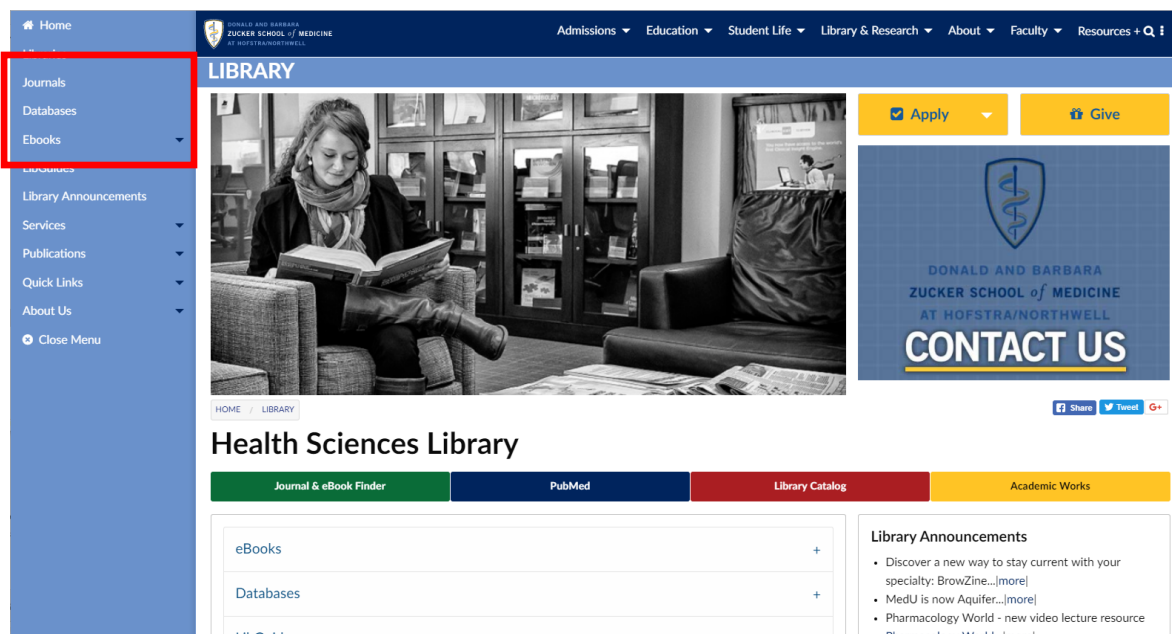 Home
Journals
Databases
Ebooks
LibGuides
Library Announcements
Services
Publications
Quick Links
About Us
Close Menu
DONALD AND BARBARA
ZUCKER SCHOOL of MEDICINE
AT HOFSTRA/NORTHWELL
Admissions Education Student Life Library & Research About Faculty Resources +
LIBRARY
Apply
Give
DONALD AND BARBARA
ZUCKER SCHOOL of MEDICINE
AT HOFSTRA/NORTHWELL
CONTACT US
HOME / LIBRARY
Share Tweet G+
Health Sciences Library
Journal & eBook Finder PubMed Library Catalog Academic Works
eBooks +
Databases +
Library Announcements
• Discover a new way to stay current with your
specialty: BrowZine...|more|
• MedU is now Aquifer...|more|
• Pharmacology World - new video lecture resource